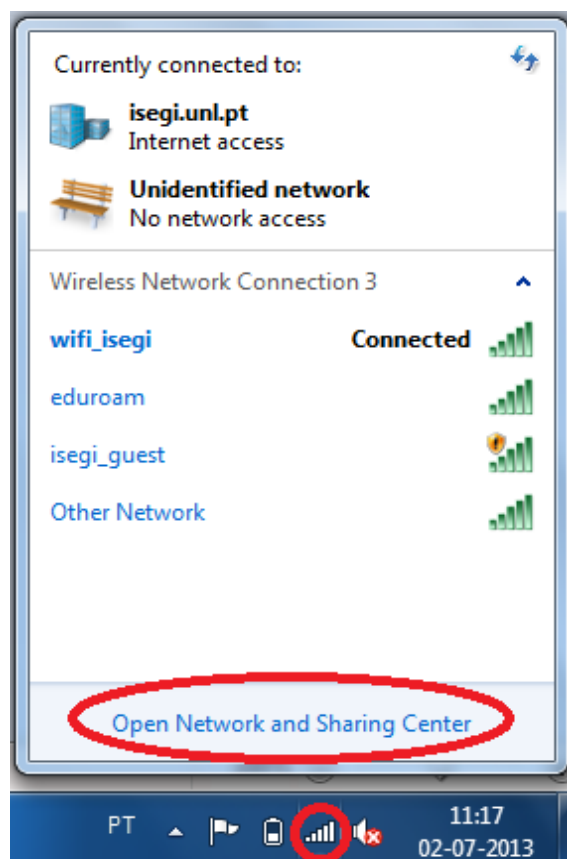 Currently connected to:
isegi.unl.pt
Internet access
Unidentified network
No network access
Wireless Network Connection 3
wifi_isegi Connected
eduroam
isegi_guest
Other Network
Open Network and Sharing Center
PT 11:17
02-07-2013